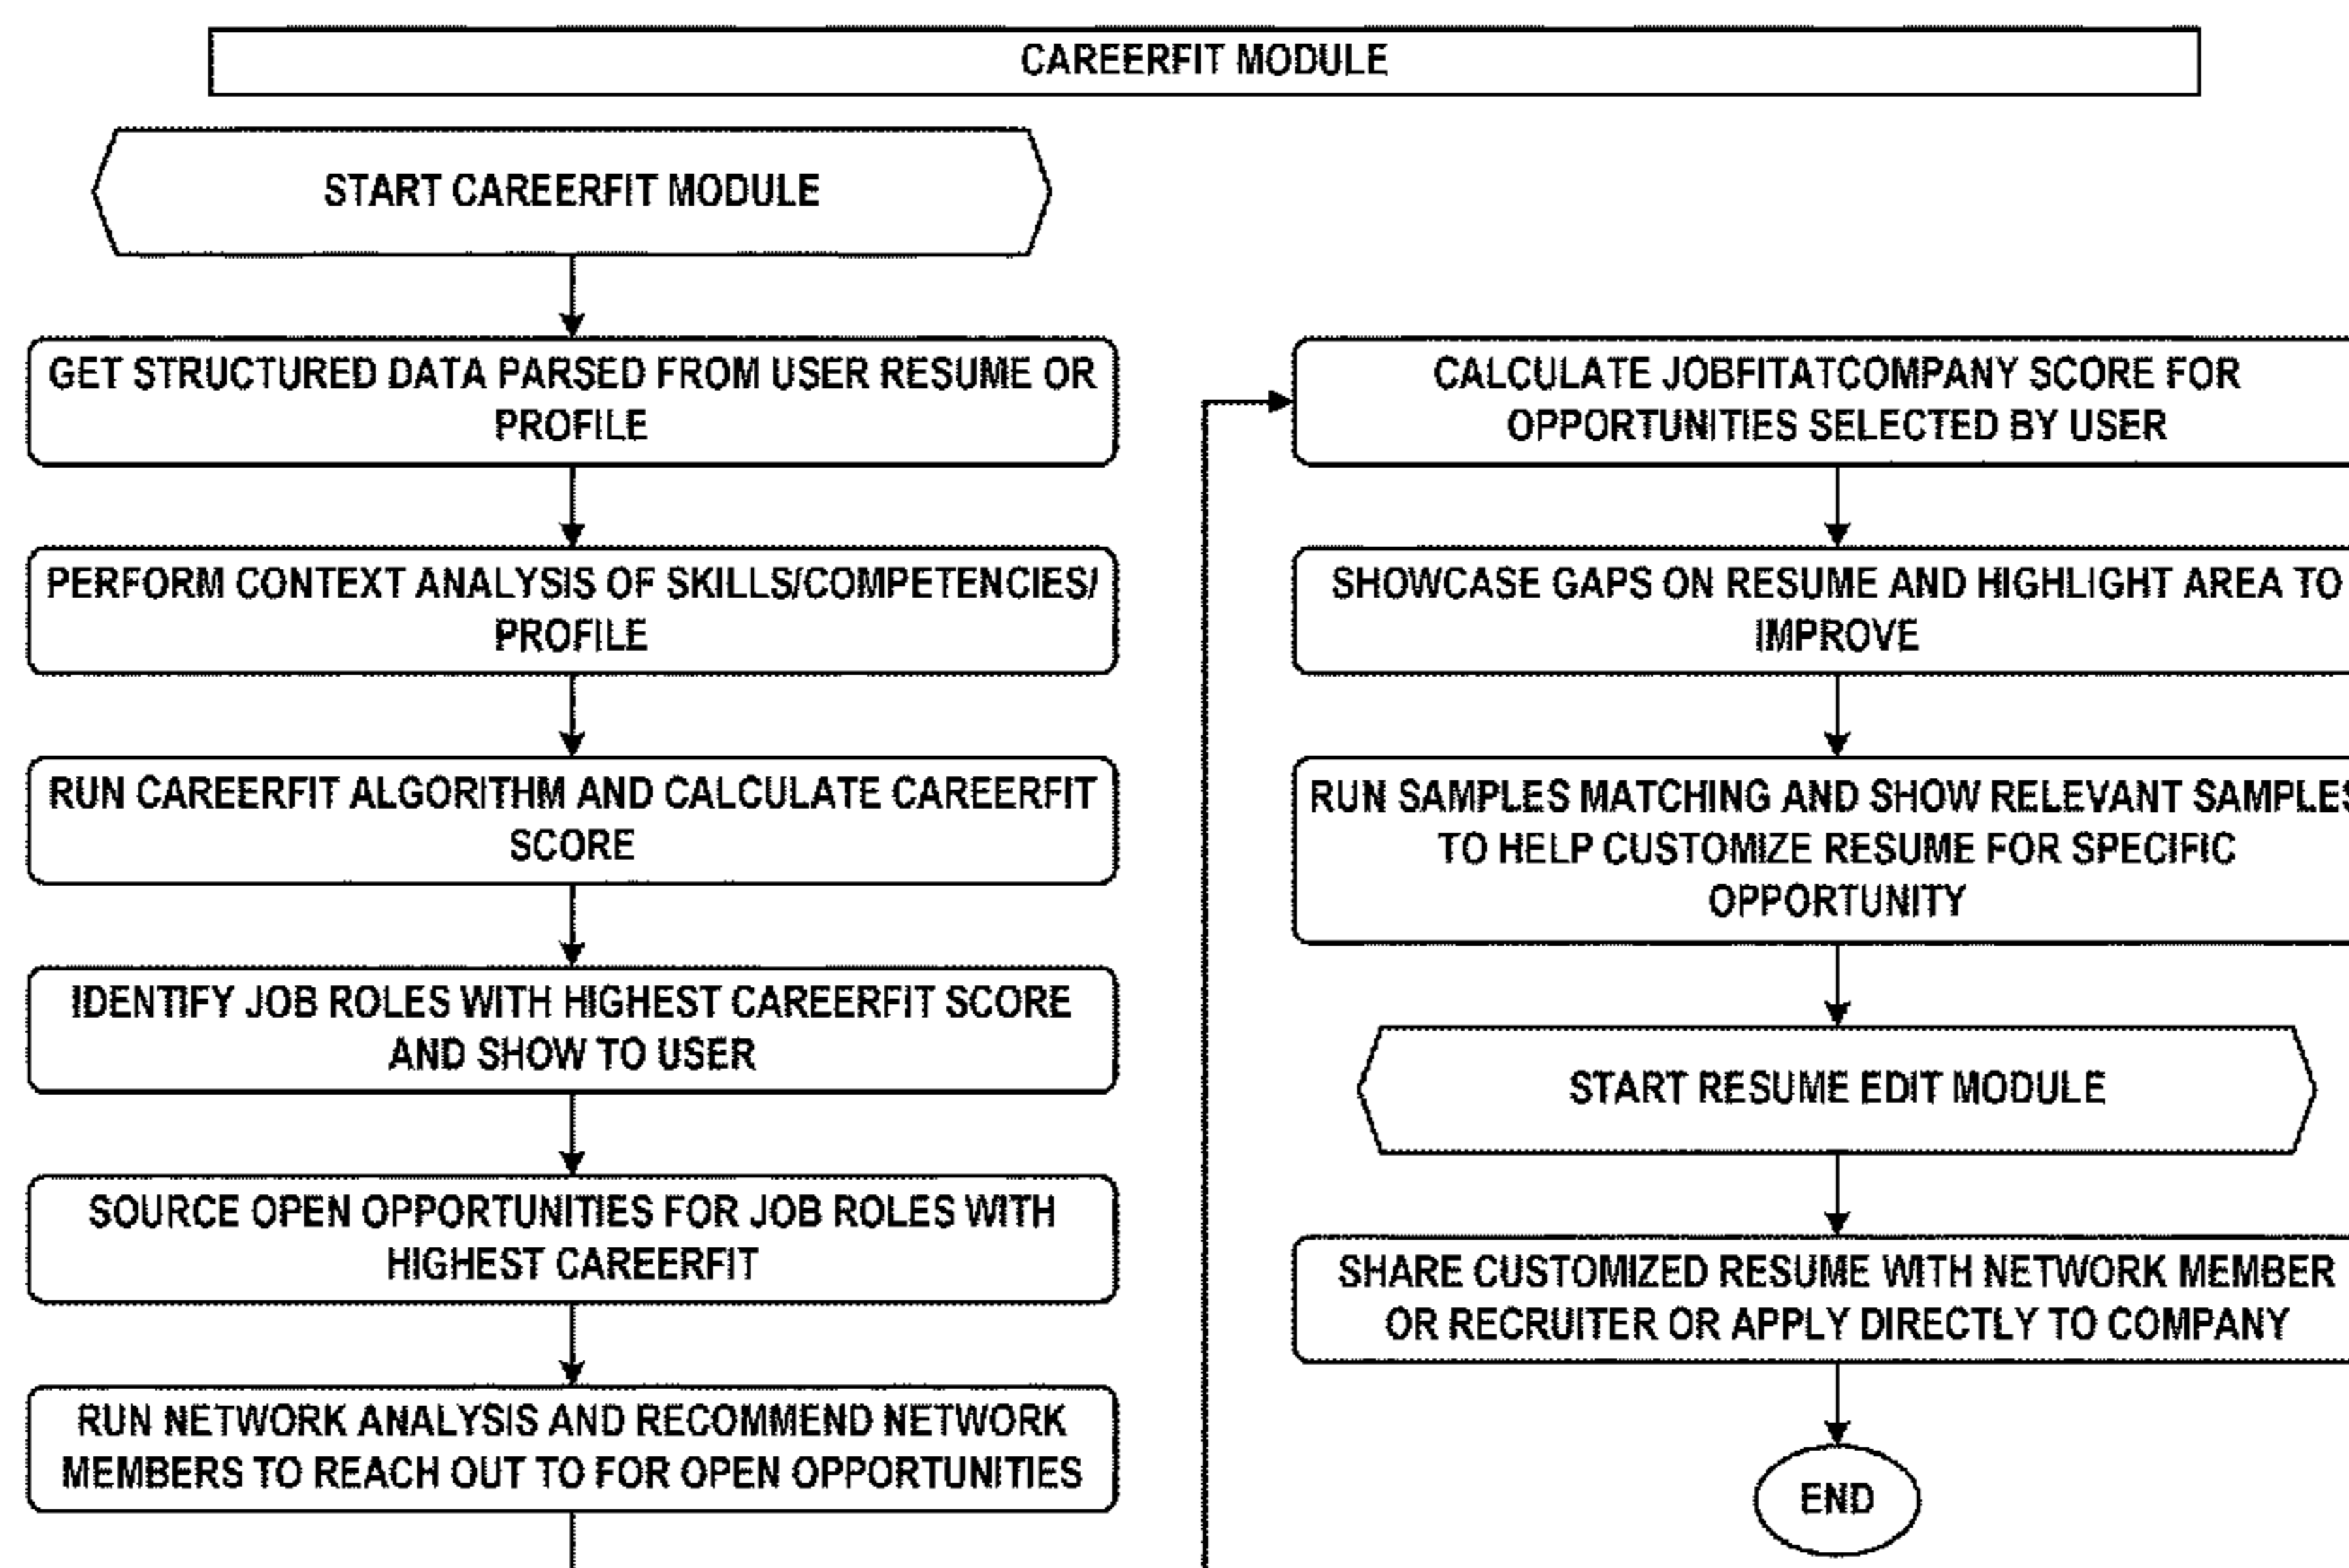 CAREERFIT MODULE
START CAREERFIT MODULE
GET STRUCTURED DATA PARSED FROM USER RESUME OR
PROFILE
PERFORM CONTEXT ANALYSIS OF SKILLS/COMPETENCIES/
PROFILE
RUN CAREERFIT ALGORITHM AND CALCULATE CAREERFIT
SCORE
IDENTIFY JOB ROLES WITH HIGHEST CAREERFIT SCORE
AND SHOW TO USER
SOURCE OPEN OPPORTUNITIES FOR JOB ROLES WITH
HIGHEST CAREERFIT
RUN NETWORK ANALYSIS AND RECOMMEND NETWORK
MEMBERS TO REACH OUT TO FOR OPEN OPPORTUNITIES
CALCULATE JOBFITATCOMPANY SCORE FOR
OPPORTUNITIES SELECTED BY USER
SHOWCASE GAPS ON RESUME AND HIGHLIGHT AREA TO
IMPROVE
RUN SAMPLES MATCHING AND SHOW RELEVANT SAMPLES
TO HELP CUSTOMIZE RESUME FOR SPECIFIC
OPPORTUNITY
START RESUME EDIT MODULE
SHARE CUSTOMIZED RESUME WITH NETWORK MEMBER
OR RECRUITER OR APPLY DIRECTLY TO COMPANY
END